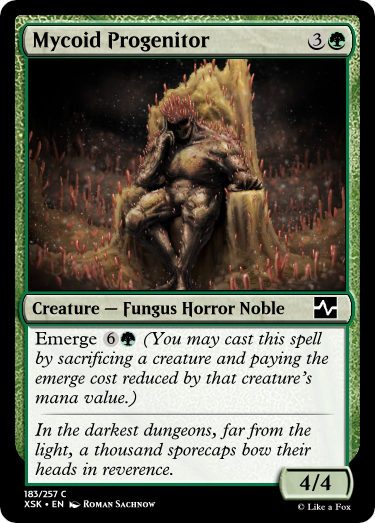 Mycoid Progenitor 3
Creature — Fungus Horror Noble
Emerge 6 (You may cast this spell
by sacrificing a creature and paying the
emerge cost reduced by that creature's
mana value.)
In the darkest dungeons, far from the
light, a thousand sporecaps bow their
heads in reverence.
4/4
183/257 C
XSK • EN Roman Sachnow
© Like a Fox